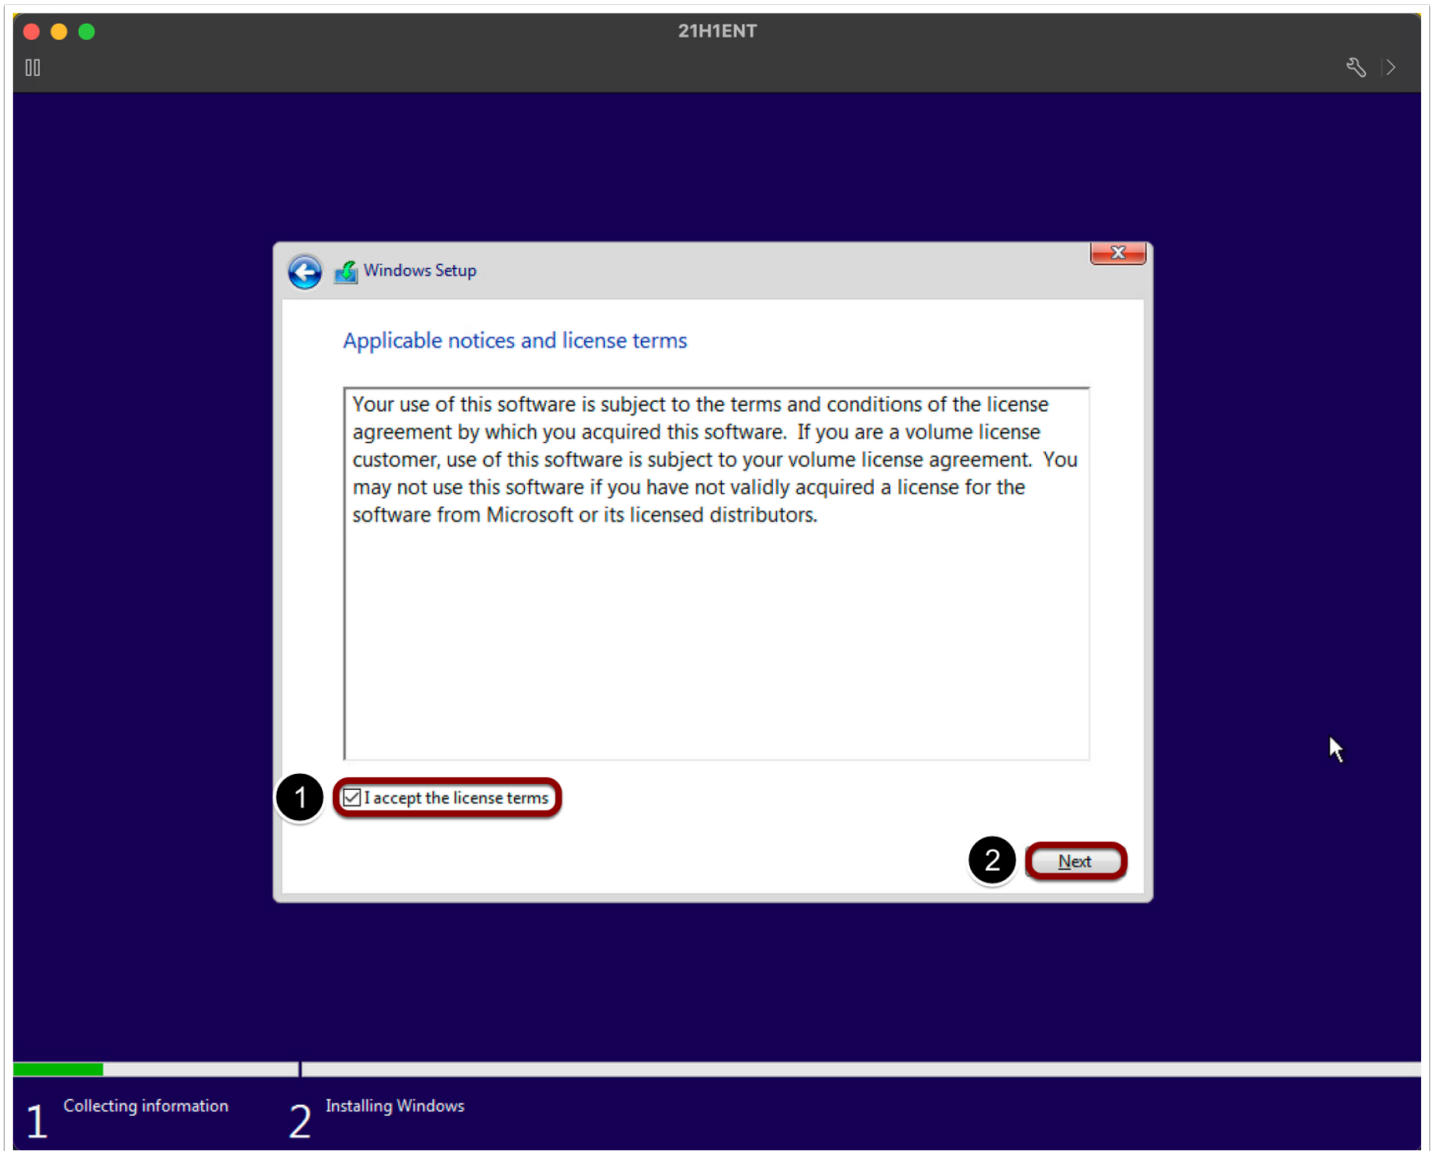 21H1ENT
Windows Setup
x
Applicable notices and license terms
Your use of this software is subject to the terms and conditions of the license
agreement by which you acquired this software.  If you are a volume license
customer, use of this software is subject to your volume license agreement.  You
may not use this software if you have not validly acquired a license for the
software from Microsoft or its licensed distributors.
1 I accept the license terms
2 Next
1 Collecting information 2 Installing Windows